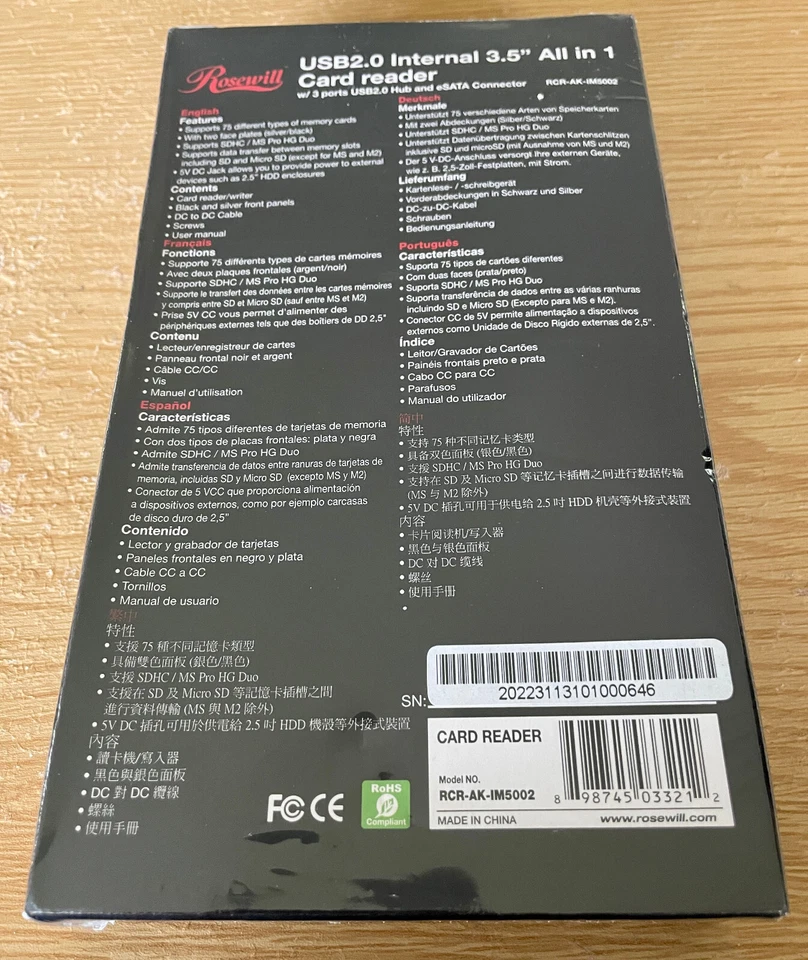 Rosewill
USB2.0 Internal 3.5" All in 1
Card reader
w/ 3 ports USB2.0 Hub and eSATA Connector RCR-AK-IM5002
English
Features
• Supports 75 different types of memory cards
• With two face plates (silver/black)
• Supports SDHC / MS Pro HG Duo
• Supports data transfer between memory slots
including SD and Micro SD (except for MS and M2)
• 5V DC Jack allows you to provide power to external
devices such as 2.5" HDD enclosures
Contents
• Card reader/writer
• Black and silver front panels
• DC to DC Cable
• Screws
• User manual
Français
Fonctions
• Supporte 75 différents types de cartes mémoires
• Avec deux plaques frontales (argent/noir)
• Supporte SDHC / MS Pro HG Duo
• Supporte le transfert des données entre les cartes mémoires
y compris entre SD et Micro SD (sauf entre MS et M2)
• Prise 5V CC vous permet d'alimenter des
périphériques externes tels que des boîtiers de DD 2,5"
Contenu
• Lecteur/enregistreur de cartes
• Panneau frontal noir et argent
• Câble CC/CC
• Vis
• Manuel d'utilisation
Español
Características
• Admite 75 tipos diferentes de tarjetas de memoria
• Con dos tipos de placas frontales: plata y negra
• Admite SDHC / MS Pro HG Duo
• Admite transferencia de datos entre ranuras de tarjetas de
memoria, incluidas SD y Micro SD (excepto MS y M2)
• Conector de 5 VCC que proporciona alimentación
a dispositivos externos, como por ejemplo carcasas
de disco duro de 2,5"
Contenido
• Lector y grabador de tarjetas
• Paneles frontales en negro y plata
• Cable CC a CC
• Tornillos
• Manual de usuario
繁中
特性
• 支援 75 種不同記憶卡類型
• 具備雙色面板 (銀色/黑色)
• 支援 SDHC / MS Pro HG Duo
• 支援在 SD 及 Micro SD 等記憶卡插槽之間
進行資料傳輸 (MS 與 M2 除外)
• 5V DC 插孔可用於供電給 2.5 吋 HDD 機殼等外接式裝置
內容
• 讀卡機/寫入器
• 黑色與銀色面板
• DC 對 DC 纜線
• 螺絲
• 使用手冊
Deutsch
Merkmale
• Unterstützt 75 verschiedene Arten von Speicherkarten
• Mit zwei Abdeckungen (Silber/Schwarz)
• Unterstützt SDHC / MS Pro HG Duo
• Unterstützt Datenübertragung zwischen Kartenschlitzen
inklusive SD und microSD (mit Ausnahme von MS und M2)
• Der 5 V-DC-Anschluss versorgt Ihre externen Geräte,
wie z. B. 2,5-Zoll-Festplatten, mit Strom.
Lieferumfang
• Kartenlese- / -schreibgerät
• Vorderabdeckungen in Schwarz und Silber
• DC-zu-DC-Kabel
• Schrauben
• Bedienungsanleitung
Português
Características
• Suporta 75 tipos de cartões diferentes
• Com duas faces (prata/preto)
• Suporta SDHC / MS Pro HG Duo
• Suporta transferência de dados entre as várias ranhuras
incluindo SD e Micro SD (Excepto para MS e M2).
• Conector CC de 5V permite alimentação a dispositivos
externos como Unidade de Disco Rígido externas de 2,5".
Índice
• Leitor/Gravador de Cartões
• Painéis frontais preto e prata
• Cabo CC para CC
• Parafusos
• Manual do utilizador
简中
特性
• 支持 75 种不同记忆卡类型
• 具备双色面板 (银色/黑色)
• 支援 SDHC / MS Pro HG Duo
• 支持在 SD 及 Micro SD 等记忆卡插槽之间进行数据传输
(MS 与 M2 除外)
• 5V DC 插孔可用于供电给 2.5 吋 HDD 机壳等外接式装置
内容
• 卡片阅读机/写入器
• 黑色与银色面板
• DC 对 DC 缆线
• 螺丝
• 使用手册
•
SN: 20223113101000646
CARD READER
Model NO.
RCR-AK-IM5002
8 98745 03321 2
MADE IN CHINA www.rosewill.com
FC CE
RoHS
Compliant